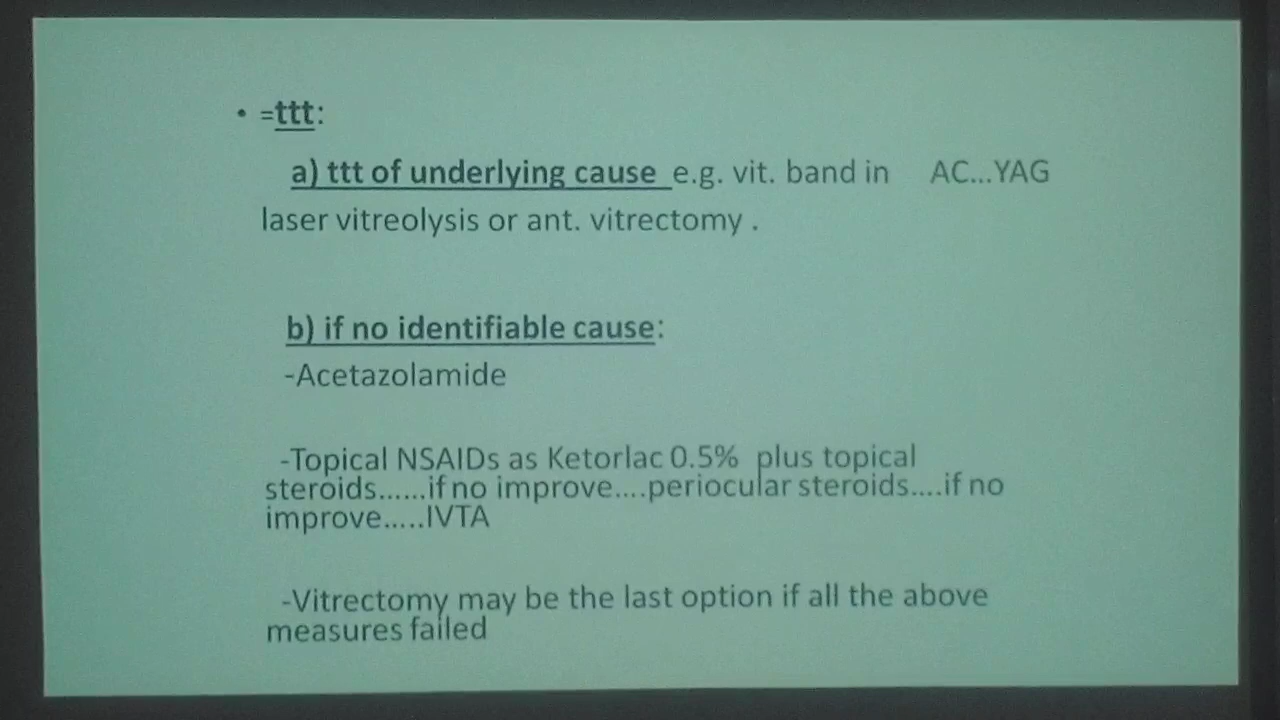 • =ttt:
a) ttt of underlying cause e.g. vit. band in AC...YAG
laser vitreolysis or ant. vitrectomy .
b) if no identifiable cause:
-Acetazolamide
-Topical NSAIDs as Ketorlac 0.5% plus topical
steroids......if no improve....periocular steroids....if no
improve.....IVTA
-Vitrectomy may be the last option if all the above
measures failed